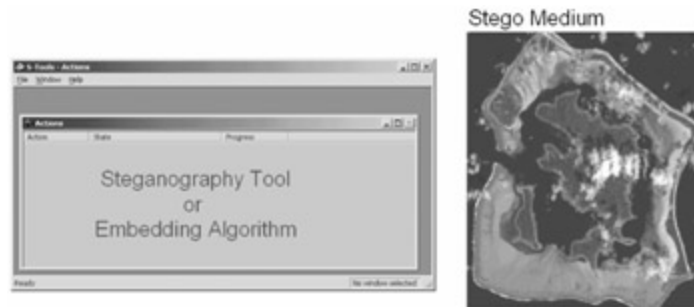 Stego Medium
S-Tools - Actions
File Window Help
Actions
Action State Progress
Steganography Tool
or
Embedding Algorithm
Ready No window selected